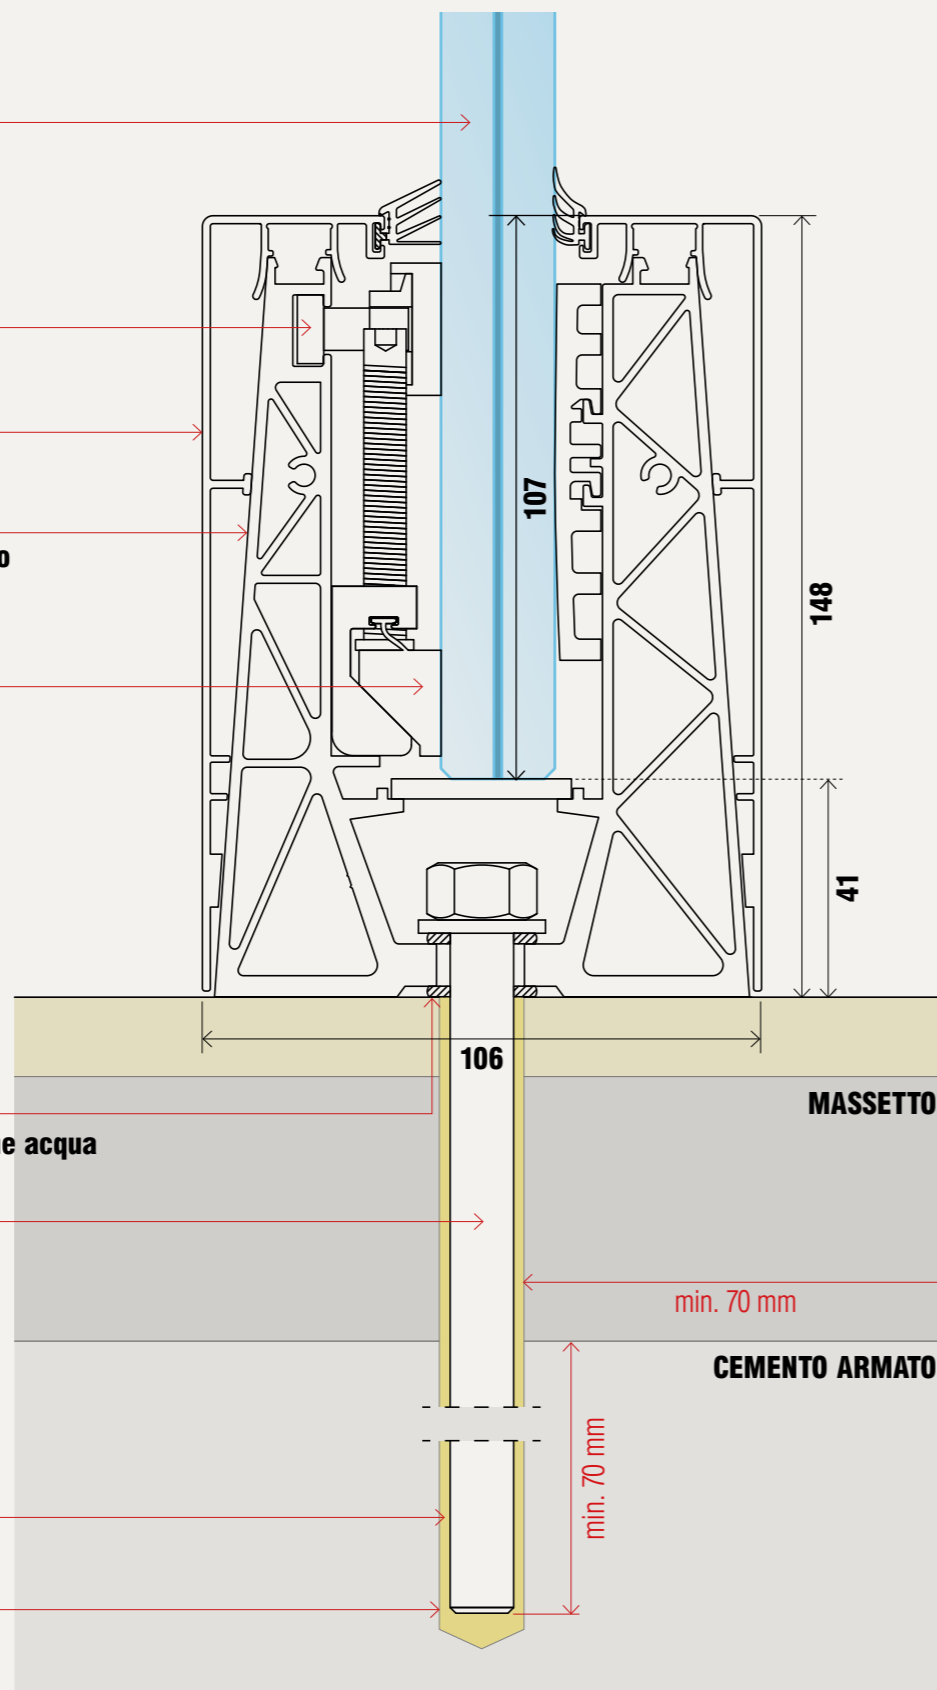 107
148
o
41
106
MASSETTO
e acqua
min. 70 mm
CEMENTO ARMATO
min. 70 mm